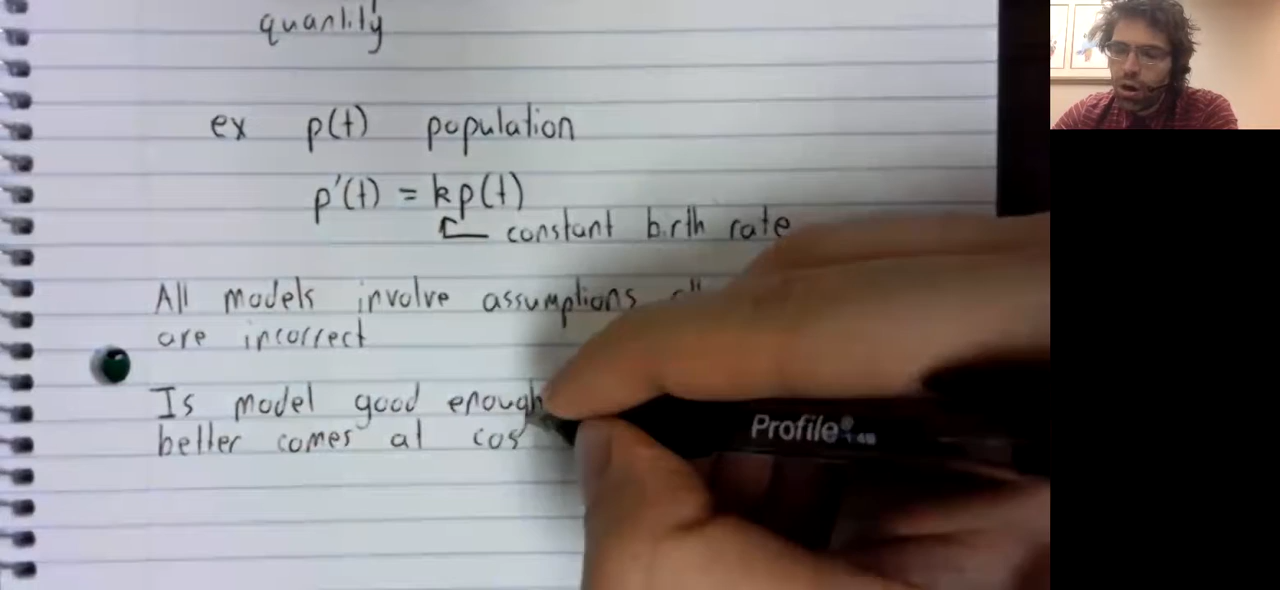 quantity
ex p(t) population
p'(t) = kp(t)
constant birth rate
All models involve assumptions
are incorrect
Is model good enough
better comes at cos
Profile